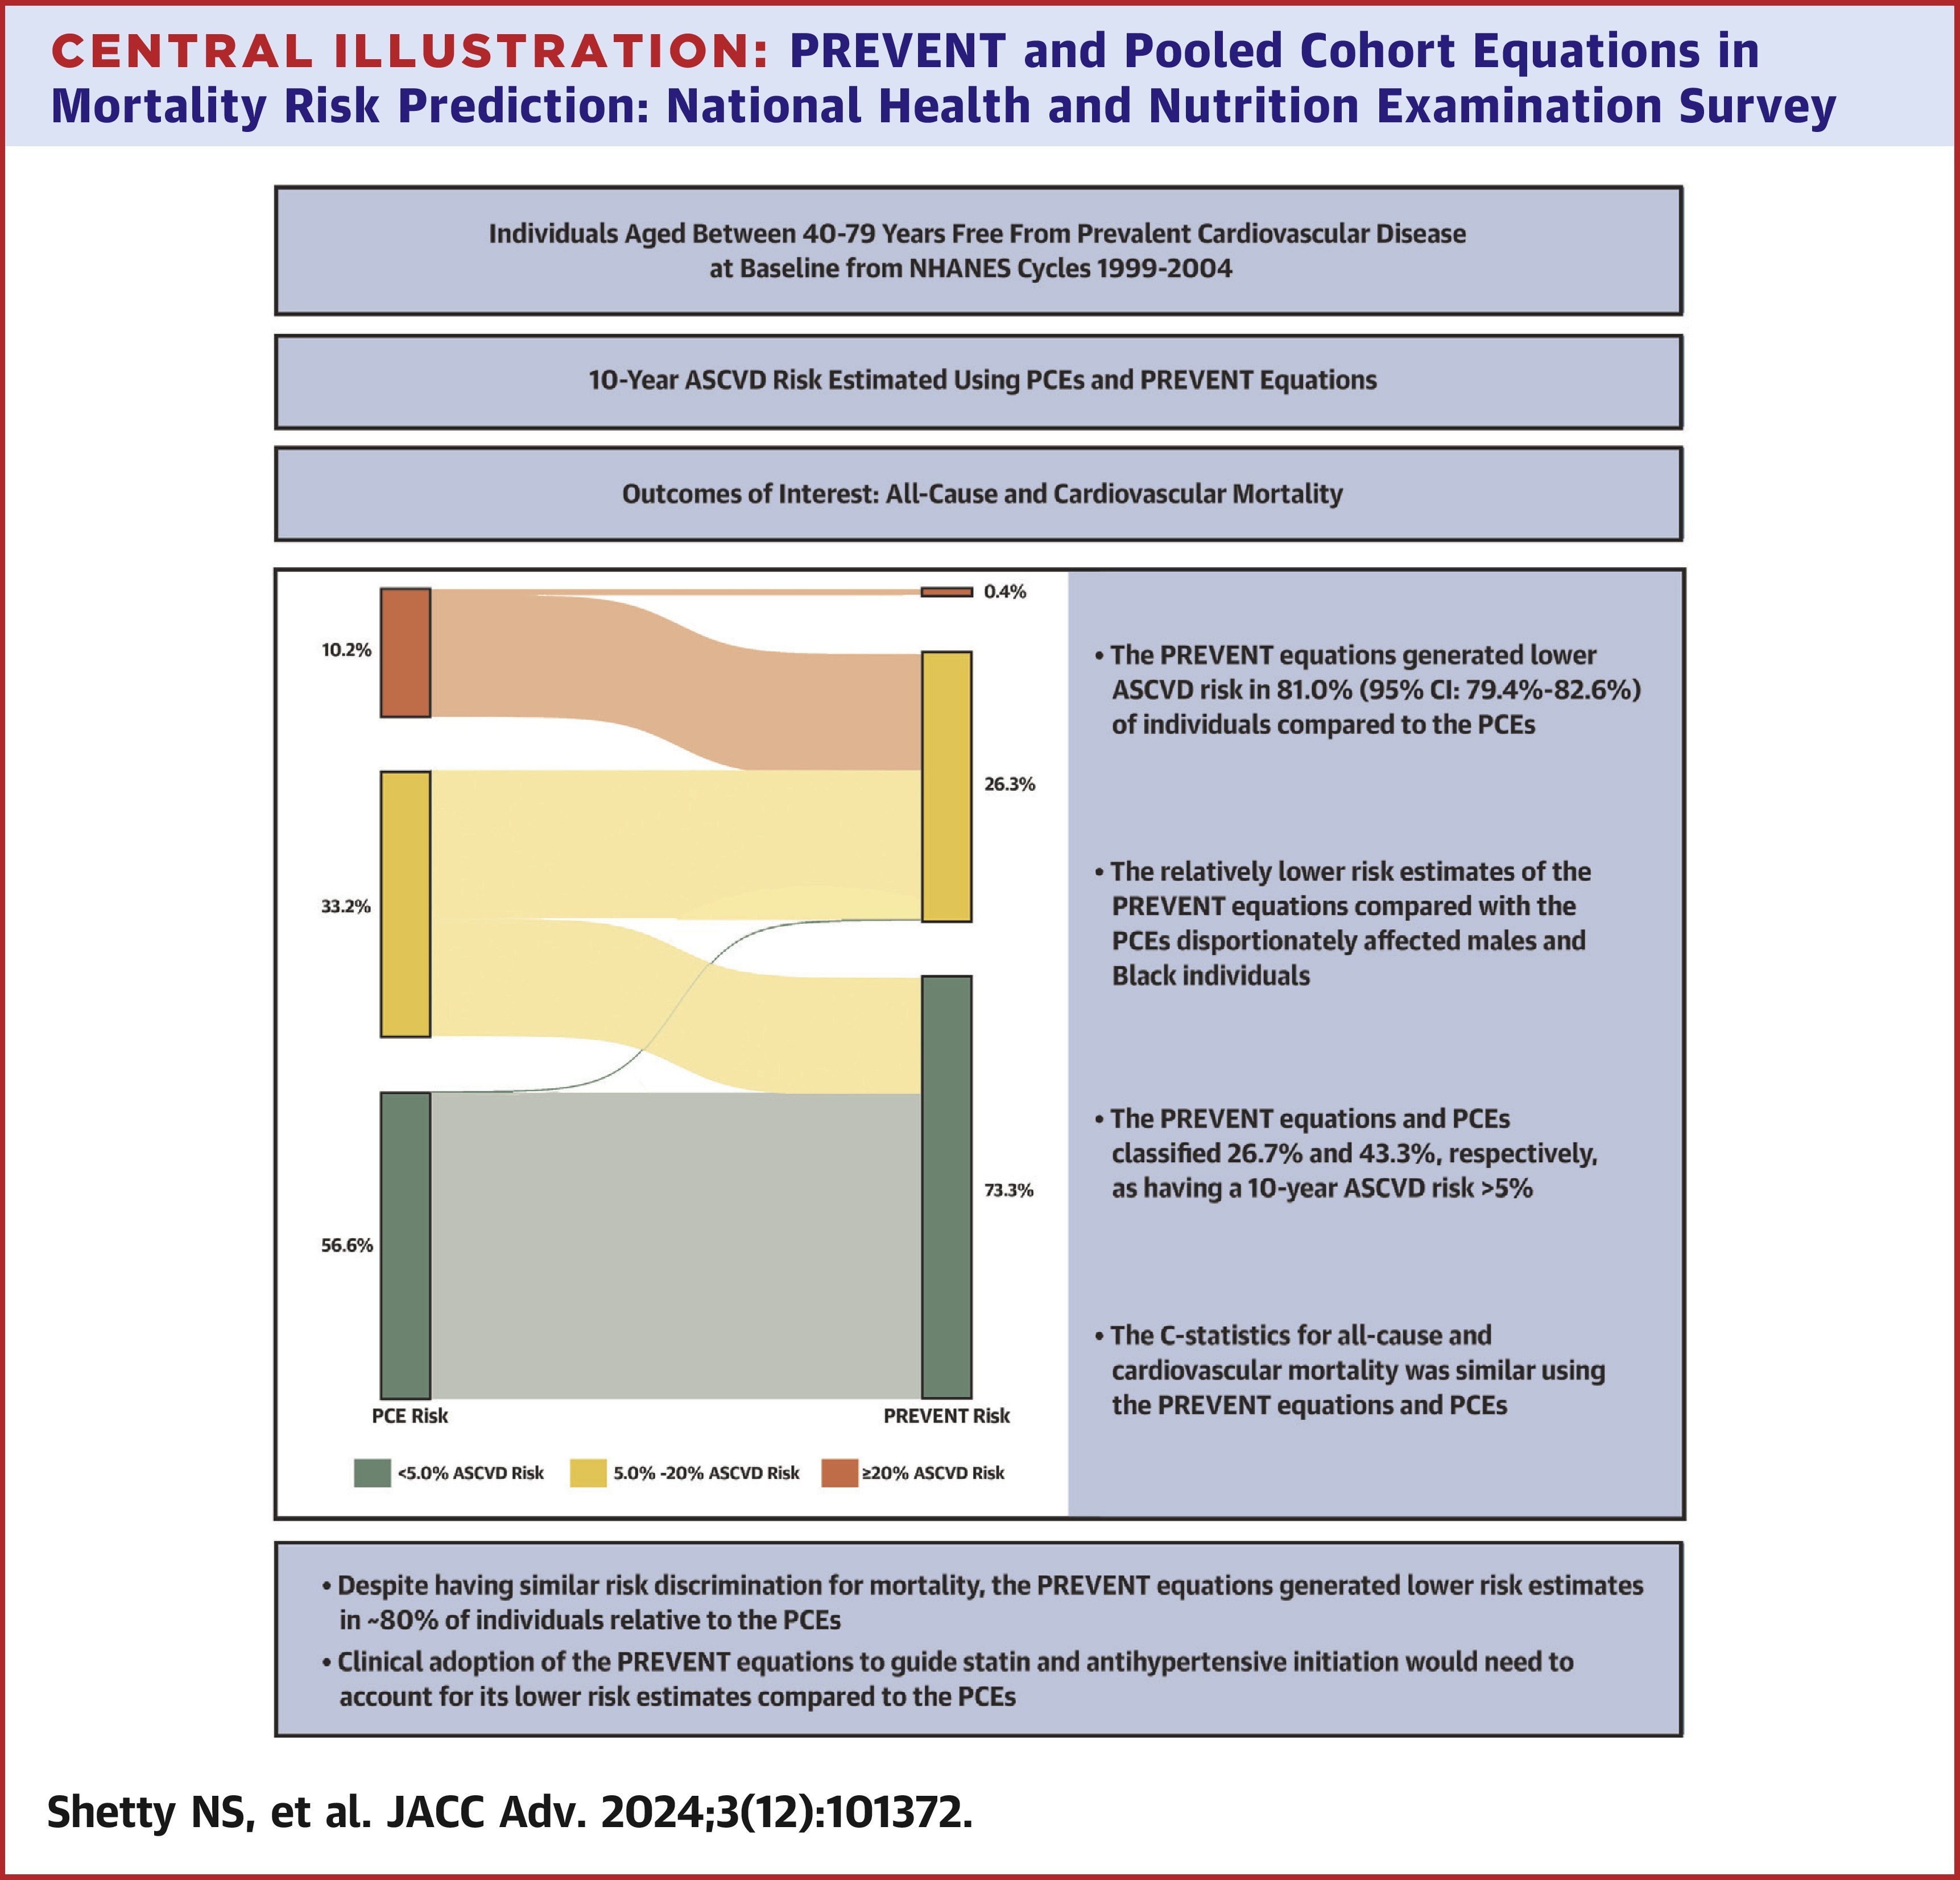 CENTRAL ILLUSTRATION: PREVENT and Pooled Cohort Equations in
Mortality Risk Prediction: National Health and Nutrition Examination Survey
Individuals Aged Between 40-79 Years Free From Prevalent Cardiovascular Disease
at Baseline from NHANES Cycles 1999-2004
10-Year ASCVD Risk Estimated Using PCEs and PREVENT Equations
Outcomes of Interest: All-Cause and Cardiovascular Mortality
10.2%
33.2%
56.6%
0.4%
26.3%
73.3%
PCE Risk
PREVENT Risk
<5.0% ASCVD Risk
5.0% -20% ASCVD Risk
≥20% ASCVD Risk
• The PREVENT equations generated lower
ASCVD risk in 81.0% (95% CI: 79.4%-82.6%)
of individuals compared to the PCEs
• The relatively lower risk estimates of the
PREVENT equations compared with the
PCEs disportionately affected males and
Black individuals
• The PREVENT equations and PCEs
classified 26.7% and 43.3%, respectively,
as having a 10-year ASCVD risk >5%
• The C-statistics for all-cause and
cardiovascular mortality was similar using
the PREVENT equations and PCEs
• Despite having similar risk discrimination for mortality, the PREVENT equations generated lower risk estimates
in ~80% of individuals relative to the PCEs
• Clinical adoption of the PREVENT equations to guide statin and antihypertensive initiation would need to
account for its lower risk estimates compared to the PCEs
Shetty NS, et al. JACC Adv. 2024;3(12):101372.